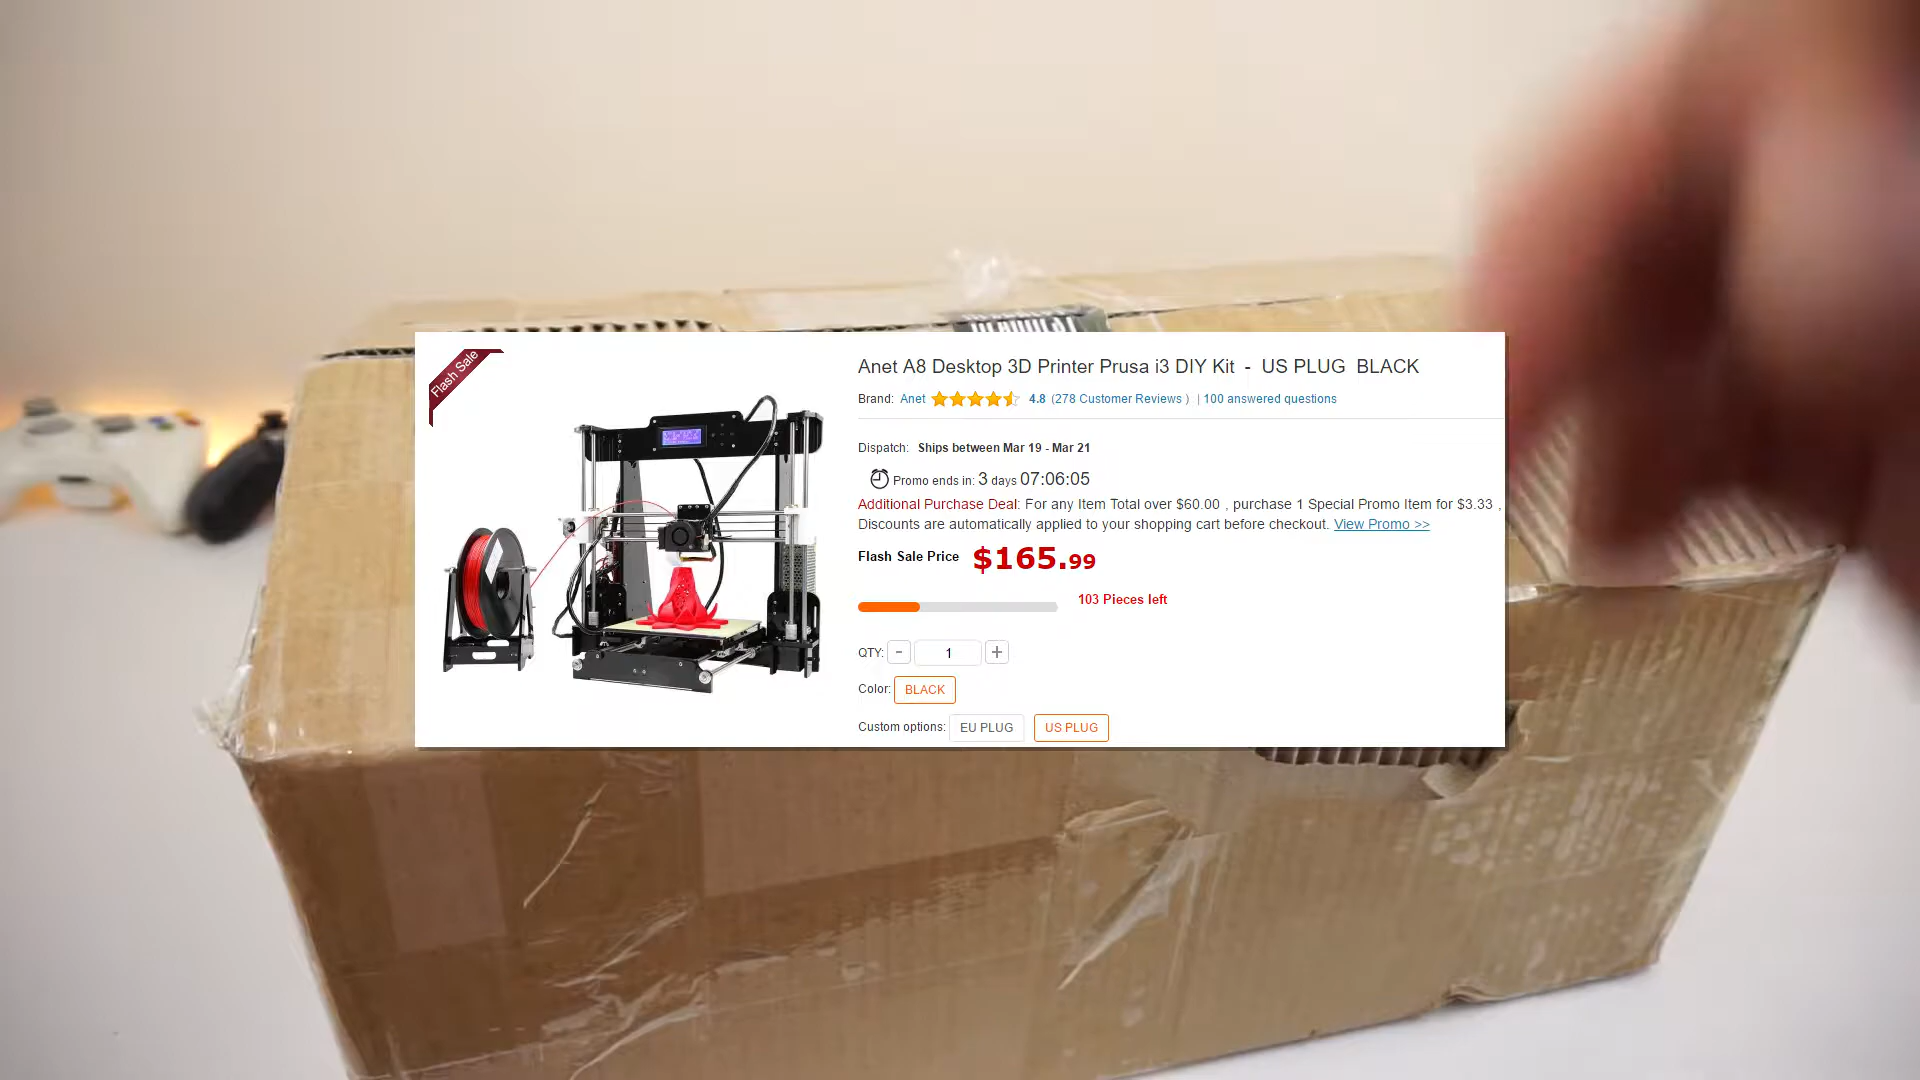 Flash Sale
Anet A8 Desktop 3D Printer Prusa i3 DIY Kit - US PLUG BLACK
Brand: Anet 4.8 (278 Customer Reviews ) | 100 answered questions
Dispatch: Ships between Mar 19 - Mar 21
Promo ends in: 3 days 07:06:05
Additional Purchase Deal: For any Item Total over $60.00 , purchase 1 Special Promo Item for $3.33 ,
Discounts are automatically applied to your shopping cart before checkout. View Promo >>
Flash Sale Price $165.99
103 Pieces left
QTY: - 1 +
Color: BLACK
Custom options: EU PLUG US PLUG